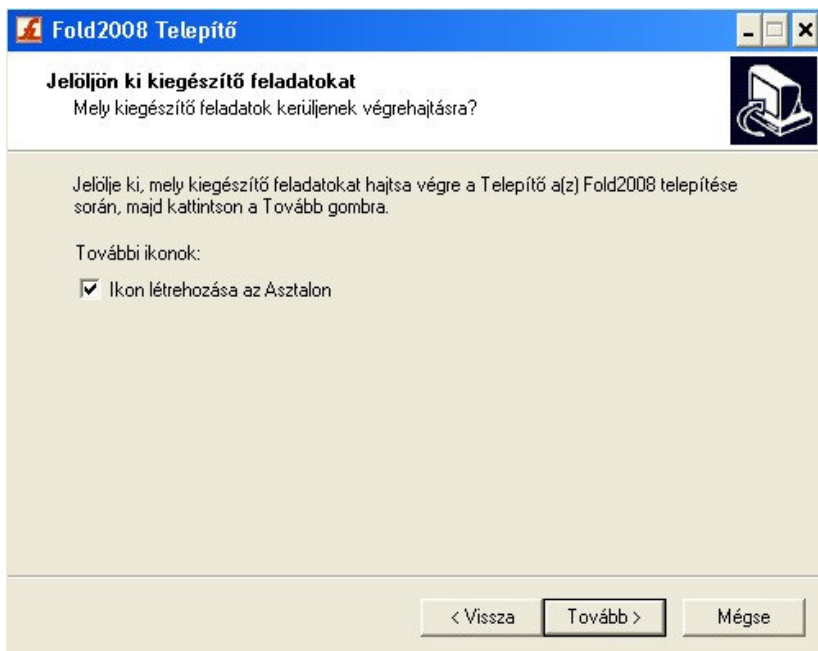 Fold2008 Telepítő
Jelöljön ki kiegészítő feladatokat
Mely kiegészítő feladatok kerüljenek végrehajtásra?
Jelölje ki, mely kiegészítő feladatokat hajtsa végre a Telepítő a(z) Fold2008 telepítése
során, majd kattintson a Tovább gombra.
További ikonok:
Ikon létrehozása az Asztalon
< Vissza
Tovább >
Mégse